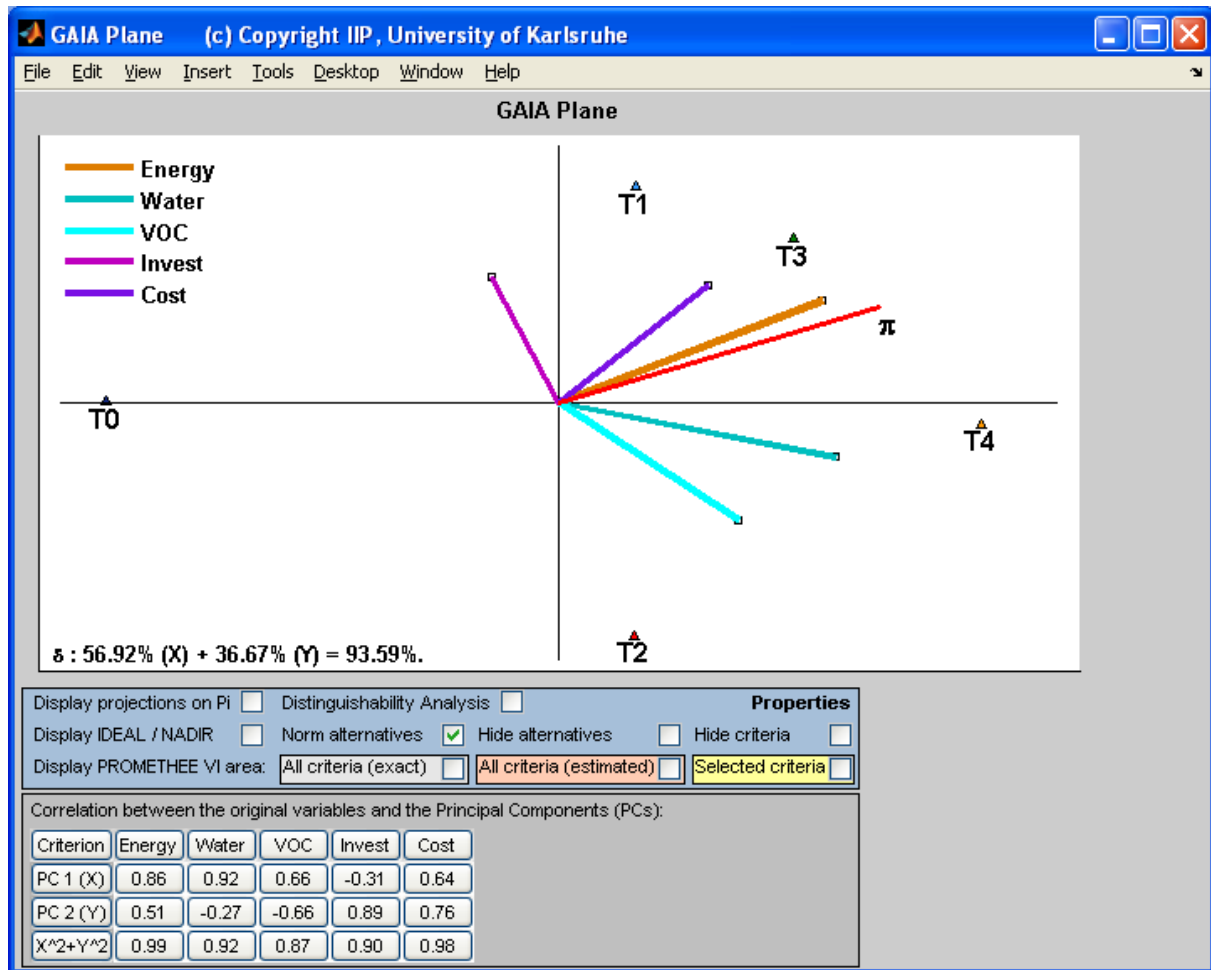 GAIA Plane (c) Copyright IIP, University of Karlsruhe
File Edit View Insert Tools Desktop Window Help
GAIA Plane
Energy
Water
VOC
Invest
Cost
T1
T3
π
T0
T4
T2
δ : 56.92% (X) + 36.67% (Y) = 93.59%.
Display projections on Pi Distinguishability Analysis Properties
Display IDEAL / NADIR Norm alternatives Hide alternatives Hide criteria
Display PROMETHEE VI area: All criteria (exact) All criteria (estimated) Selected criteria
Correlation between the original variables and the Principal Components (PCs):
Criterion Energy Water VOC Invest Cost
PC 1 (X) 0.86 0.92 0.66 -0.31 0.64
PC 2 (Y) 0.51 -0.27 -0.66 0.89 0.76
X^2+Y^2 0.99 0.92 0.87 0.90 0.98